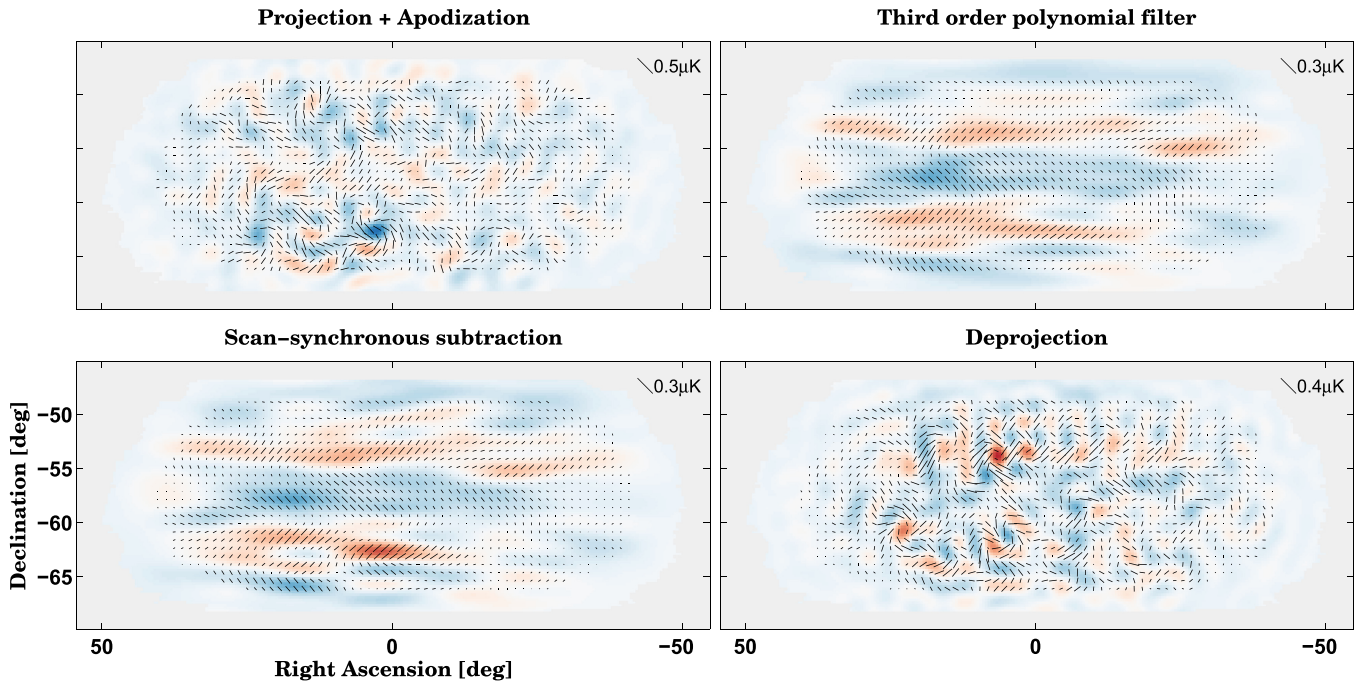 Projection + Apodization
Third order polynomial filter
0.5μK
0.3μK
Scan−synchronous subtraction
Deprojection
0.3μK
0.4μK
Declination [deg]
−50
−55
−60
−65
50
0
−50
50
0
−50
Right Ascension [deg]